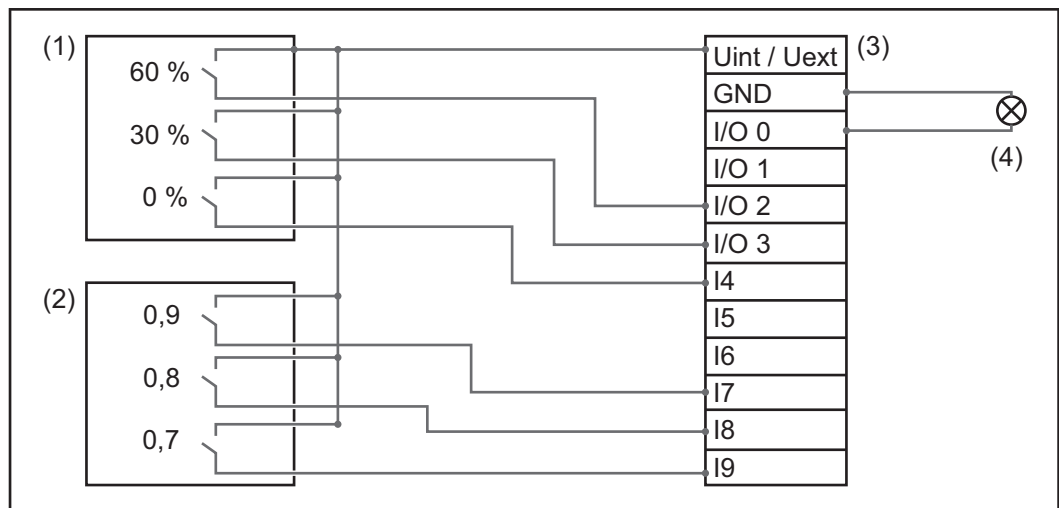 (1)
60 %
30 %
0 %
(2)
0,9
0,8
0,7
(3)
Uint / Uext
GND
I/O 0
I/O 1
I/O 2
I/O 3
I4
I5
I6
I7
I8
I9
(4)